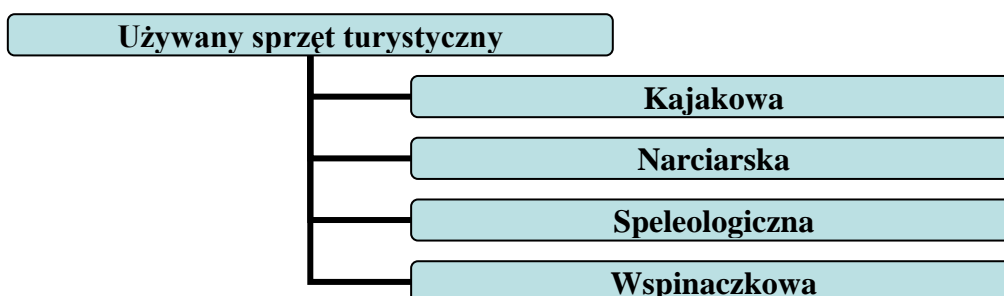 Używany sprzęt turystyczny
Kajakowa
Narciarska
Speleologiczna
Wspinaczkowa